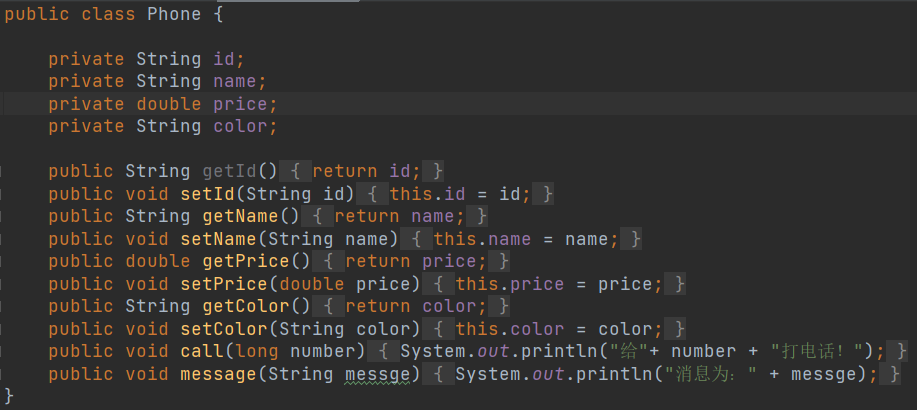 public class Phone {
private String id;
private String name;
private double price;
private String color;
public String getId() { return id; }
public void setId(String id) { this.id = id; }
public String getName() { return name; }
public void setName(String name) { this.name = name; }
public double getPrice() { return price; }
public void setPrice(double price) { this.price = price; }
public String getColor() { return color; }
public void setColor(String color) { this.color = color; }
public void call(long number) { System.out.println("给"+ number + "打电话！"); }
public void message(String messge) { System.out.println("消息为：" + messge); }
}